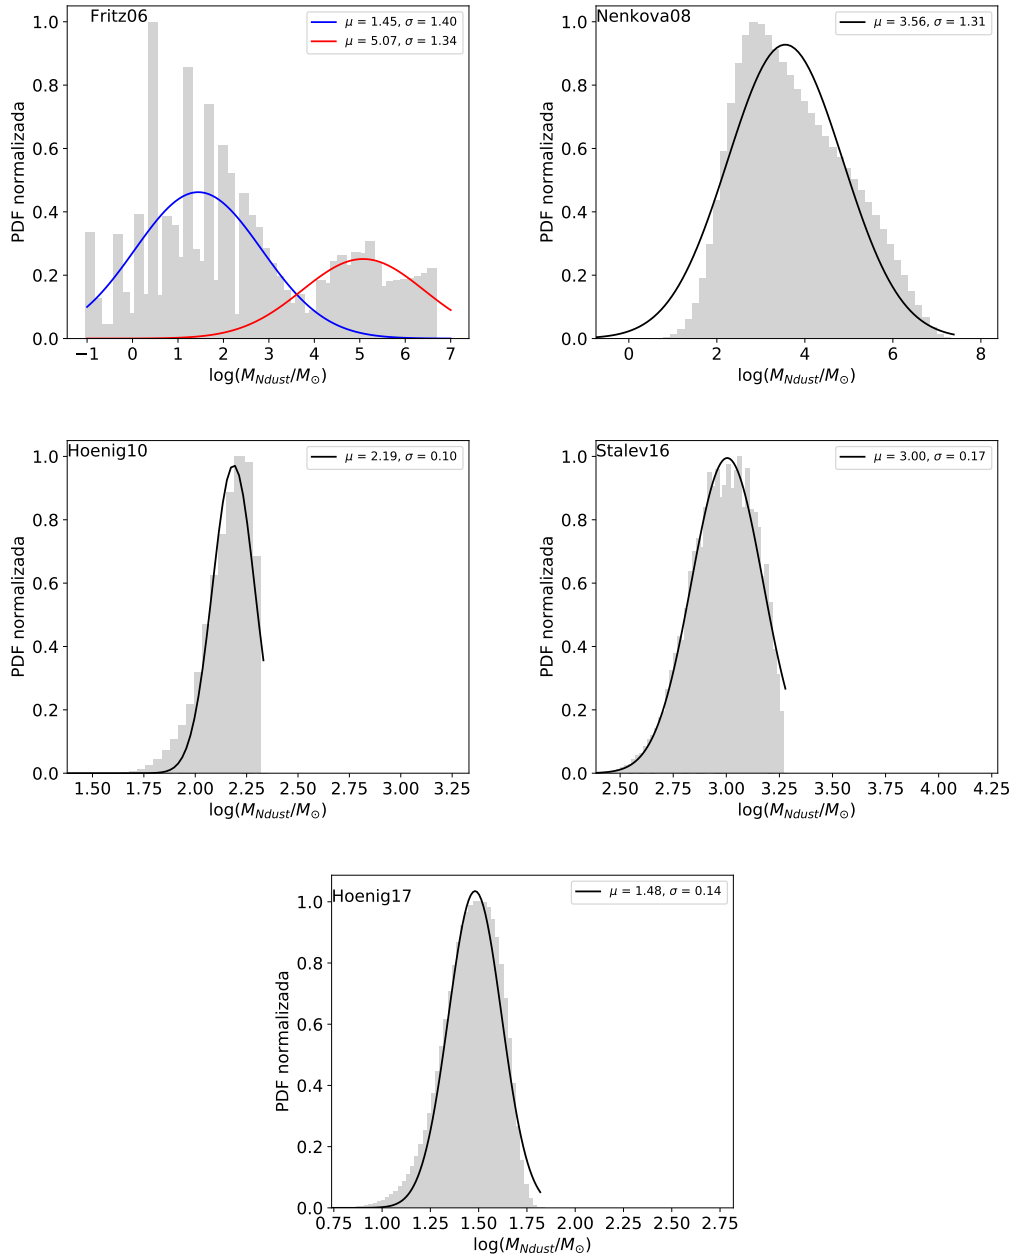 Fritz06
μ = 1.45, σ = 1.40
μ = 5.07, σ = 1.34
1.0
0.8
0.6
0.4
0.2
0.0
PDF normalizada
−1 0 1 2 3 4 5 6 7
log(M_Ndust/M_⊙)
Nenkova08
μ = 3.56, σ = 1.31
1.0
0.8
0.6
0.4
0.2
0.0
PDF normalizada
0 2 4 6 8
log(M_Ndust/M_⊙)
Hoenig10
μ = 2.19, σ = 0.10
1.0
0.8
0.6
0.4
0.2
0.0
PDF normalizada
1.50 1.75 2.00 2.25 2.50 2.75 3.00 3.25
log(M_Ndust/M_⊙)
Stalev16
μ = 3.00, σ = 0.17
1.0
0.8
0.6
0.4
0.2
0.0
PDF normalizada
2.50 2.75 3.00 3.25 3.50 3.75 4.00 4.25
log(M_Ndust/M_⊙)
Hoenig17
μ = 1.48, σ = 0.14
1.0
0.8
0.6
0.4
0.2
0.0
PDF normalizada
0.75 1.00 1.25 1.50 1.75 2.00 2.25 2.50 2.75
log(M_Ndust/M_⊙)